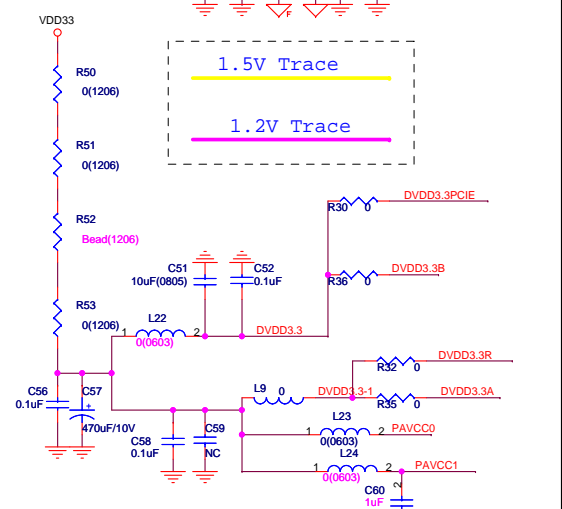 F
VDD33
1.5V Trace
1.2V Trace
R50
0(1206)
R51
0(1206)
R52
Bead(1206)
R53
0(1206)
R30 0
DVDD3.3PCIE
R36 0
DVDD3.3B
C51
10uF(0805)
C52
0.1uF
L22
1 2
0(0603)
DVDD3.3
C56
0.1uF
C57
+
470uF/10V
C58
0.1uF
C59
NC
L9 0
DVDD3.3-1
R32 0
DVDD3.3R
R35 0
DVDD3.3A
L23
1 2
0(0603)
PAVCC0
L24
1 2
0(0603)
PAVCC1
2
C60
1uF